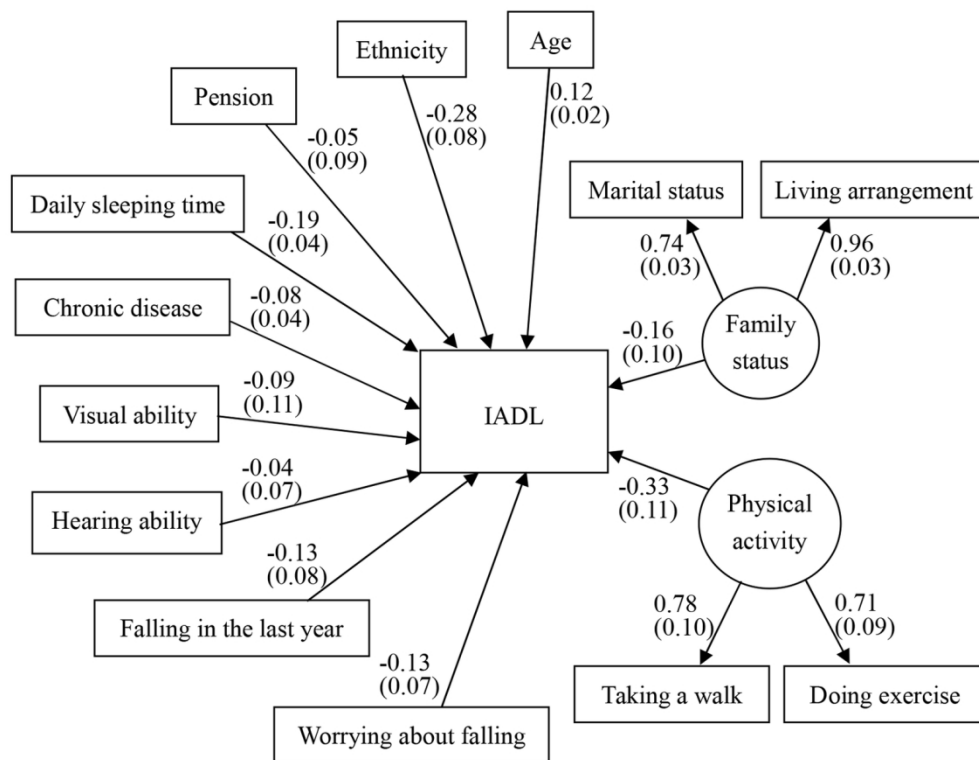 Age
0.12
(0.02)
Ethnicity
-0.28
(0.08)
Pension
-0.05
(0.09)
Daily sleeping time
-0.19
(0.04)
Chronic disease
-0.08
(0.04)
Visual ability
-0.09
(0.11)
Hearing ability
-0.04
(0.07)
Falling in the last year
-0.13
(0.08)
Worrying about falling
-0.13
(0.07)
IADL
Marital status
Living arrangement
0.74
(0.03)
0.96
(0.03)
Family
status
-0.16
(0.10)
Physical
activity
-0.33
(0.11)
0.78
(0.10)
0.71
(0.09)
Taking a walk
Doing exercise